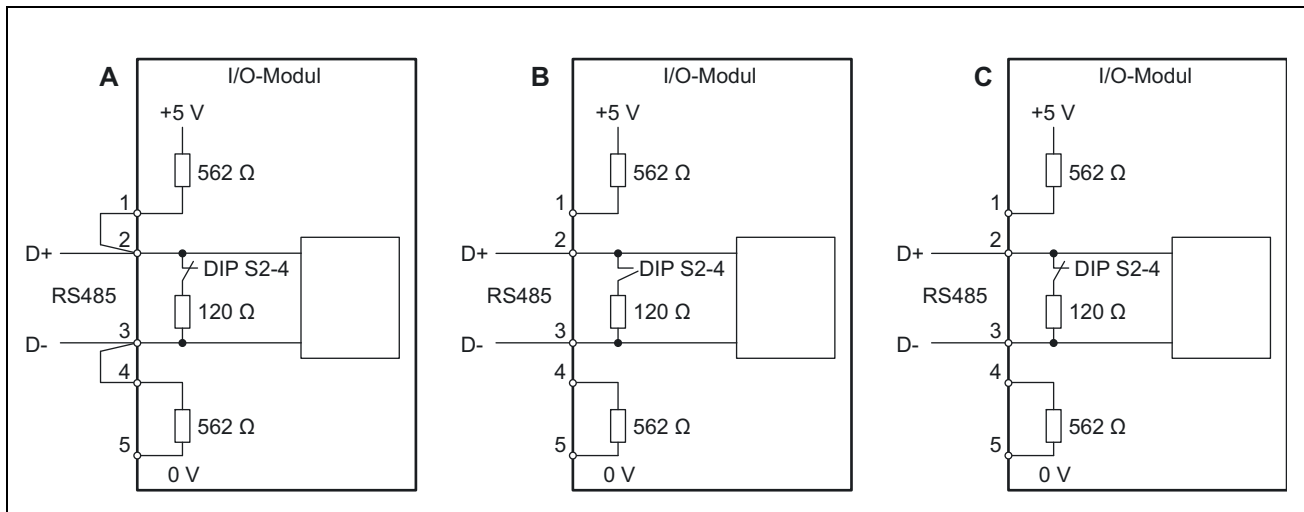 A
I/O-Modul
+5 V
562 Ω
1
D+
2
DIP S2-4
RS485
120 Ω
D-
3
4
562 Ω
5
0 V
B
I/O-Modul
+5 V
562 Ω
1
D+
2
DIP S2-4
RS485
120 Ω
D-
3
4
562 Ω
5
0 V
C
I/O-Modul
+5 V
562 Ω
1
D+
2
DIP S2-4
RS485
120 Ω
D-
3
4
562 Ω
5
0 V